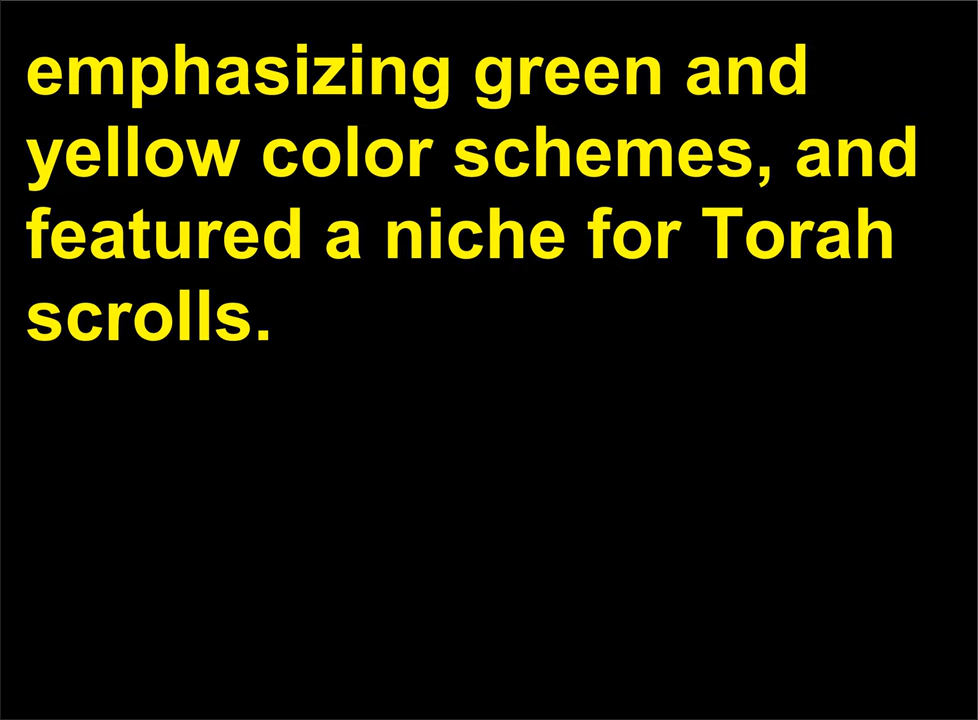 emphasizing green and
yellow color schemes, and
featured a niche for Torah
scrolls.